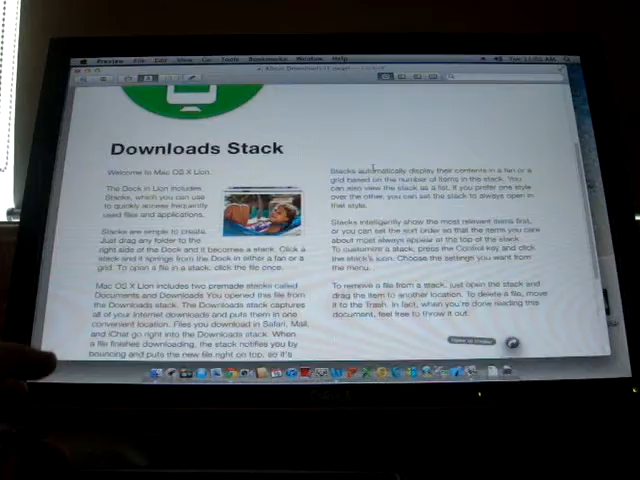 Preview File Edit View Go Tools Bookmarks Window Help
Downloads Stack
Welcome to Mac OS X Lion.
The Dock in Lion includes
Stacks, which you can use
to quickly access frequently
used files and applications.
Stacks are simple to create.
Just drag any folder to the
right side of the Dock and it becomes a stack. Click a
stack and it springs from the Dock in either a fan or a
grid. To open a file in a stack, click the file once.
Mac OS X Lion includes two premade stacks called
Documents and Downloads You opened this file from
the Downloads stack. The Downloads stack captures
all of your Internet downloads and puts them in one
convenient location. Files you download in Safari, Mail,
and iChat go right into the Downloads stack. When
a file finishes downloading, the stack notifies you by
bouncing and puts the new file right on top, so it's
Stacks automatically display their contents in a fan or a
grid based on the number of items in the stack. You
can also view the stack as a list. If you prefer one style
over the other, you can set the stack to always open in
that style.
Stacks intelligently show the most relevant items first,
or you can set the sort order so that the items you care
about most always appear at the top of the stack.
To customize a stack, press the Control key and click
the stack's icon. Choose the settings you want from
the menu.
To remove a file from a stack, just open the stack and
drag the item to another location. To delete a file, move
it to the Trash. In fact, when you're done reading this
document, feel free to throw it out.